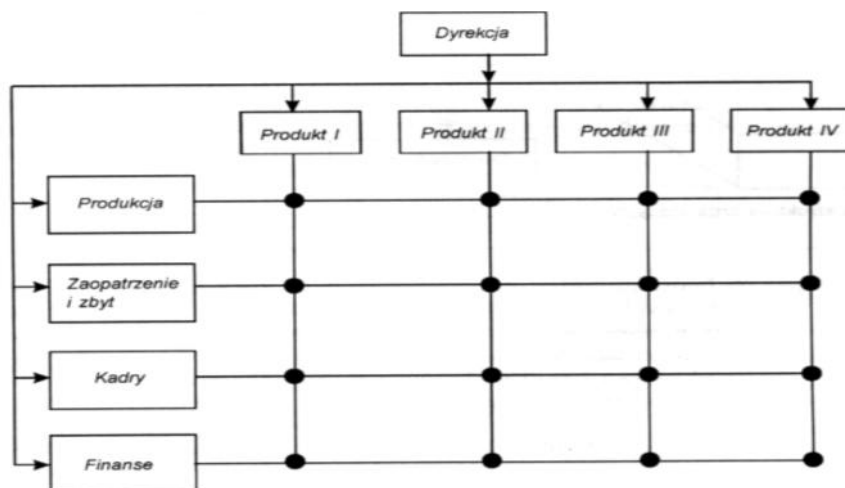 Dyrekcja
Produkt I
Produkt II
Produkt III
Produkt IV
Produkcja
Zaopatrzenie
i zbyt
Kadry
Finanse